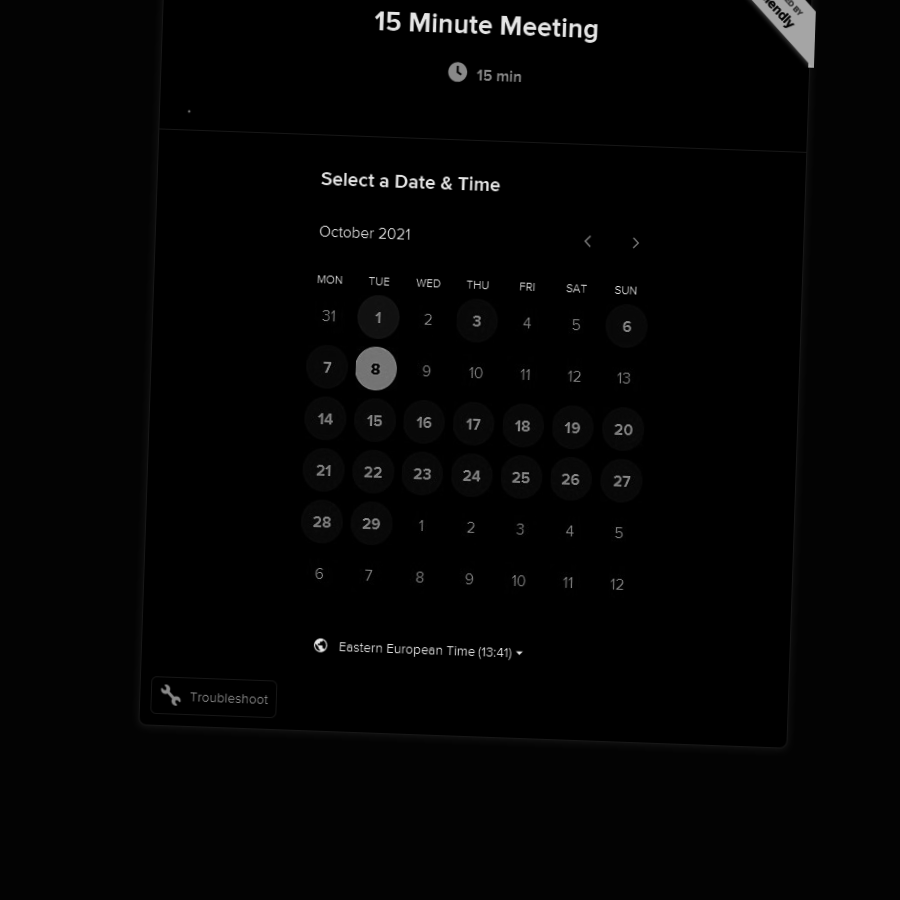 15 Minute Meeting
15 min
Select a Date & Time
October 2021
MON TUE WED THU FRI SAT SUN
31 1 2 3 4 5 6
7 8 9 10 11 12 13
14 15 16 17 18 19 20
21 22 23 24 25 26 27
28 29 1 2 3 4 5
6 7 8 9 10 11 12
Eastern European Time (13:41)
Troubleshoot